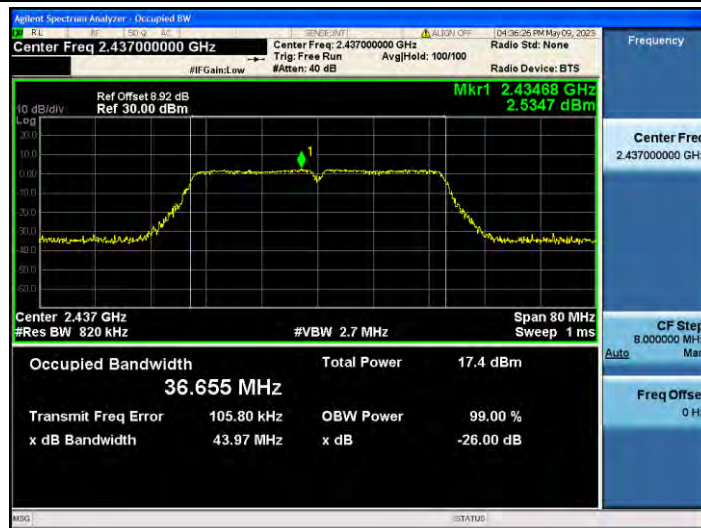 Agilent Spectrum Analyzer - Occupied BW
RL RF 50 Ω AC SENSE:INT ALIGN OFF 04:36:26 PM May 09, 2023
Center Freq 2.437000000 GHz
Center Freq: 2.437000000 GHz
Radio Std: None
Trig: Free Run Avg|Hold: 100/100
#IFGain:Low #Atten: 40 dB Radio Device: BTS
Frequency
Mkr1 2.43468 GHz
2.5347 dBm
Ref Offset 8.92 dB
10 dB/div Ref 30.00 dBm
Log
20.0
10.0
0.00
-10.0
-20.0
-30.0
-40.0
-50.0
-60.0
1
Center 2.437 GHz Span 80 MHz
#Res BW 820 kHz #VBW 2.7 MHz Sweep 1 ms
Occupied Bandwidth Total Power 17.4 dBm
36.655 MHz
Transmit Freq Error 105.80 kHz OBW Power 99.00 %
x dB Bandwidth 43.97 MHz x dB -26.00 dB
Center Freq
2.437000000 GHz
CF Step
8.000000 MHz
Auto Man
Freq Offset
0 Hz
MSG STATUS